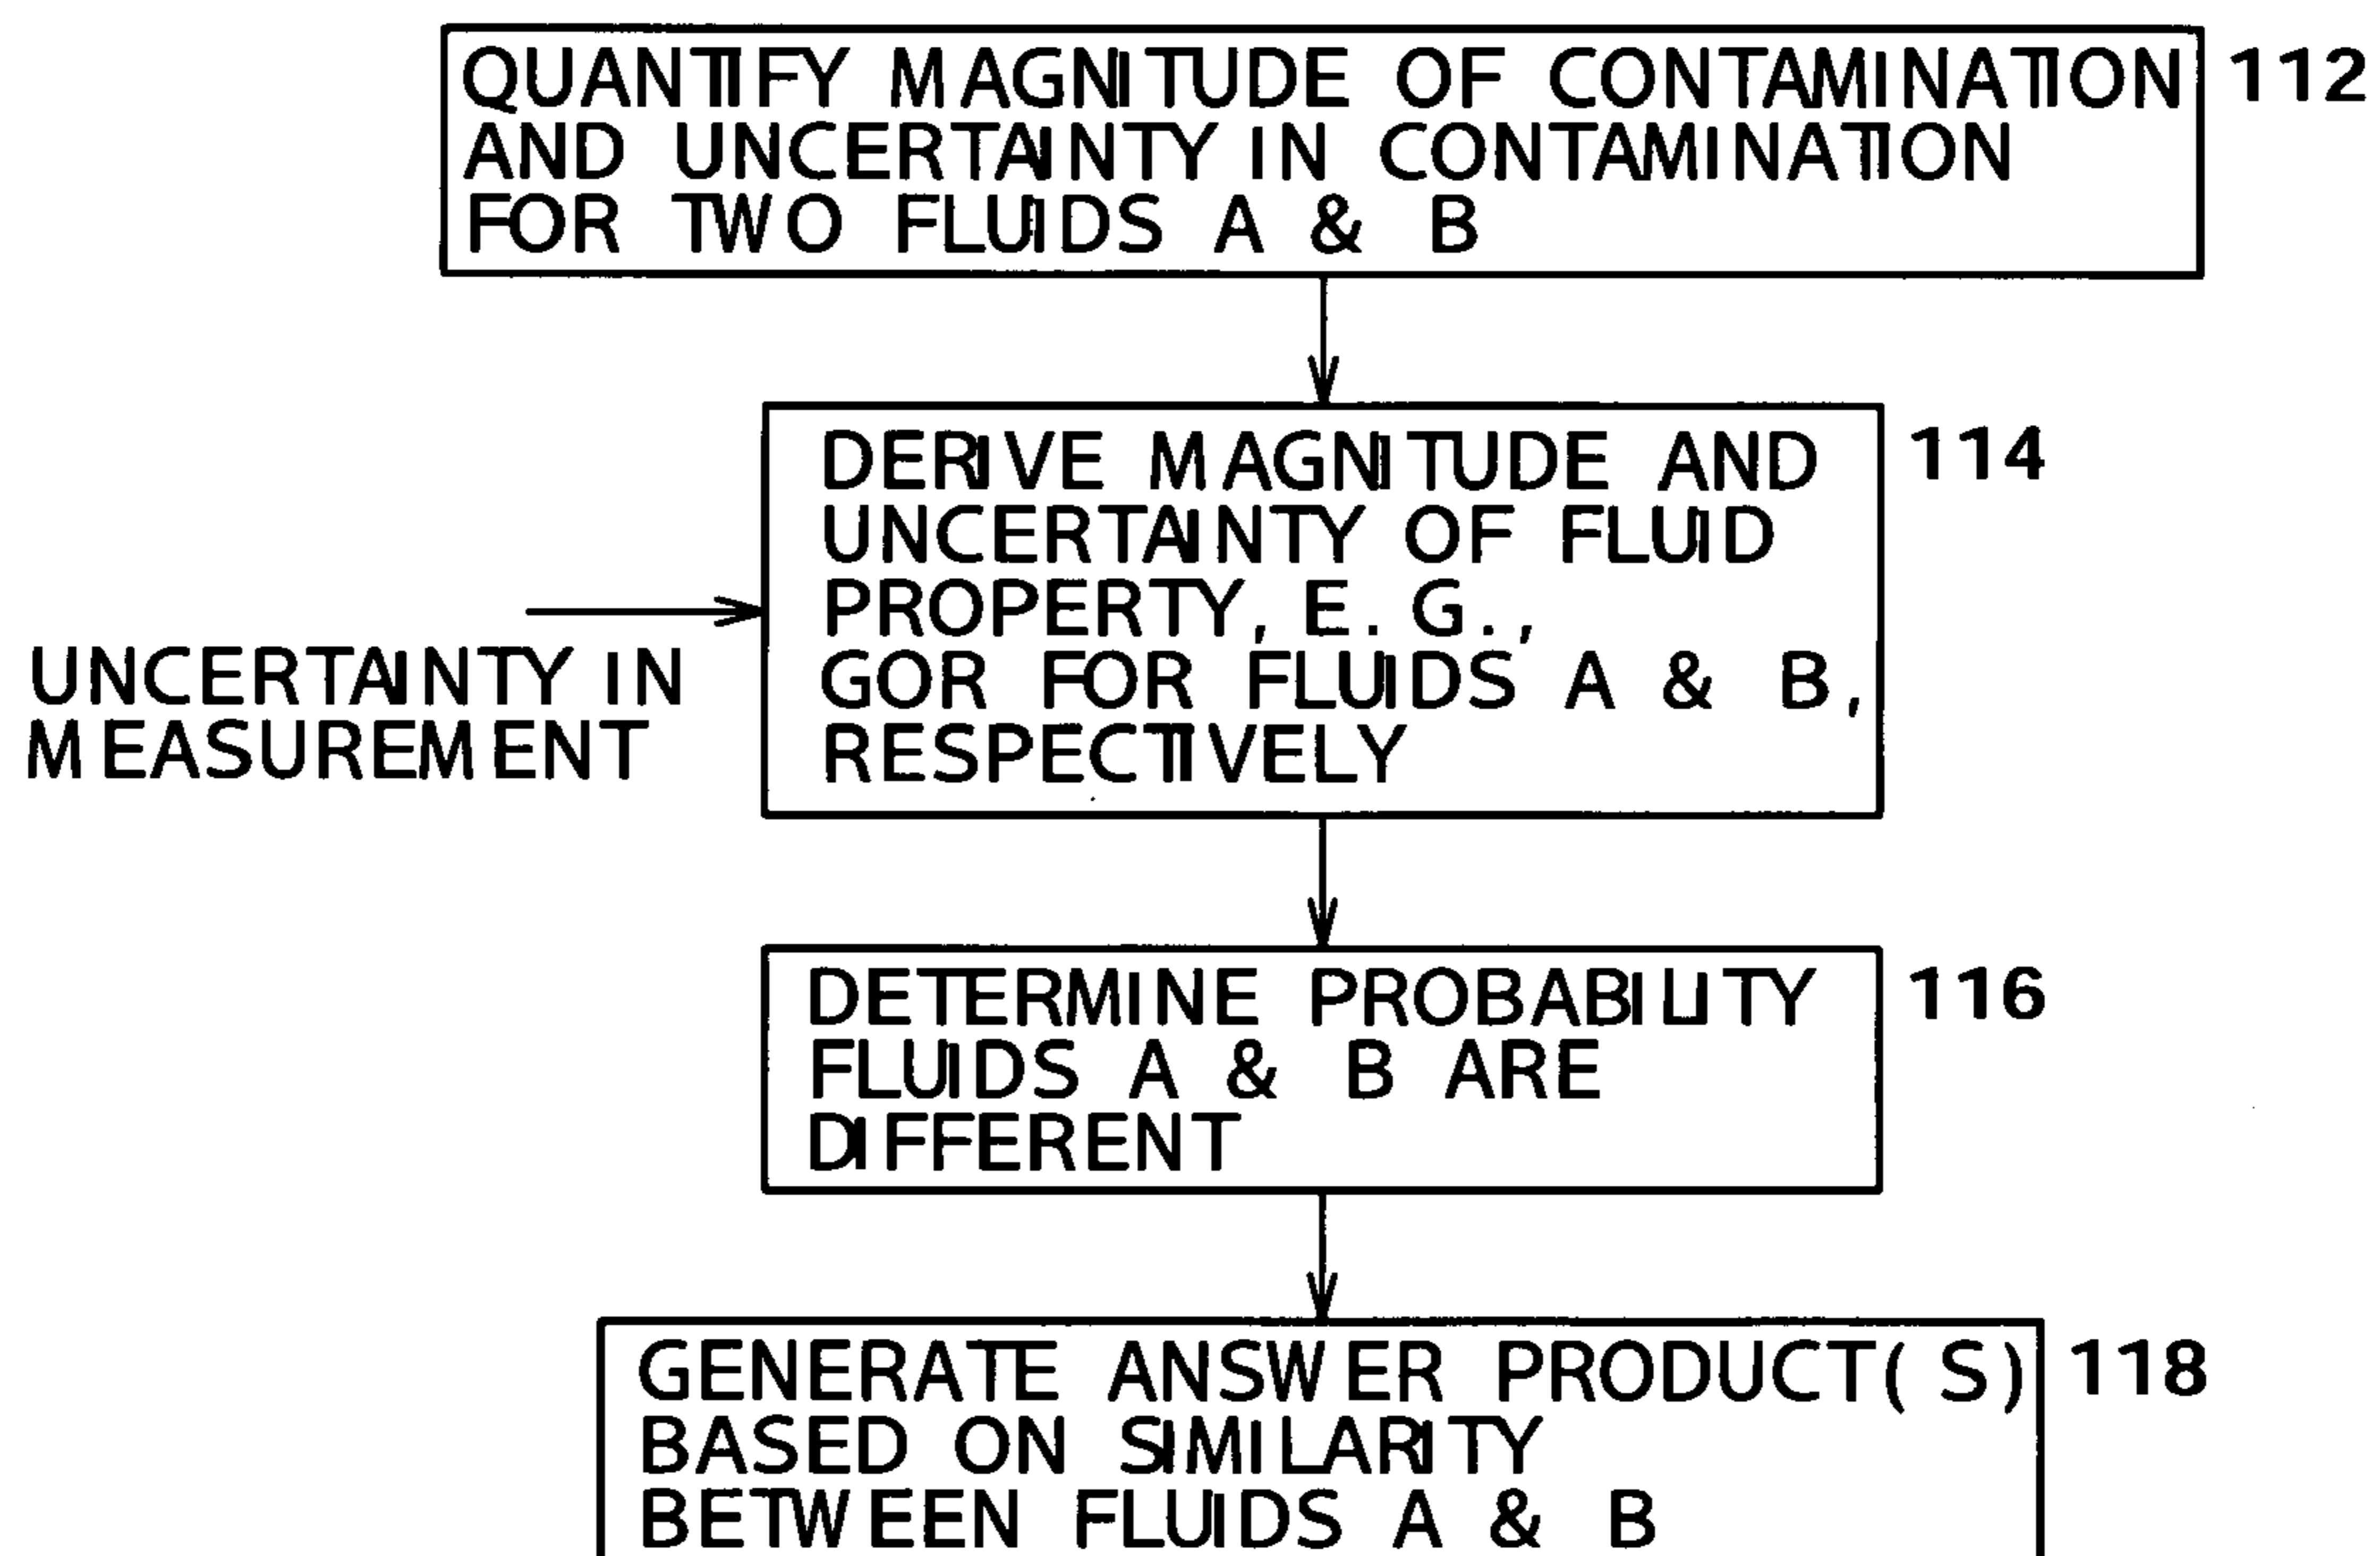 QUANTIFY MAGNITUDE OF CONTAMINATION 112
AND UNCERTAINTY IN CONTAMINATION
FOR TWO FLUIDS A & B
DERIVE MAGNITUDE AND 114
UNCERTAINTY OF FLUID
PROPERTY, E. G.,
GOR FOR FLUIDS A & B,
RESPECTIVELY
UNCERTAINTY IN
MEASUREMENT
DETERMINE PROBABILITY 116
FLUIDS A & B ARE
DIFFERENT
GENERATE ANSWER PRODUCT(S) 118
BASED ON SIMILARITY
BETWEEN FLUIDS A & B